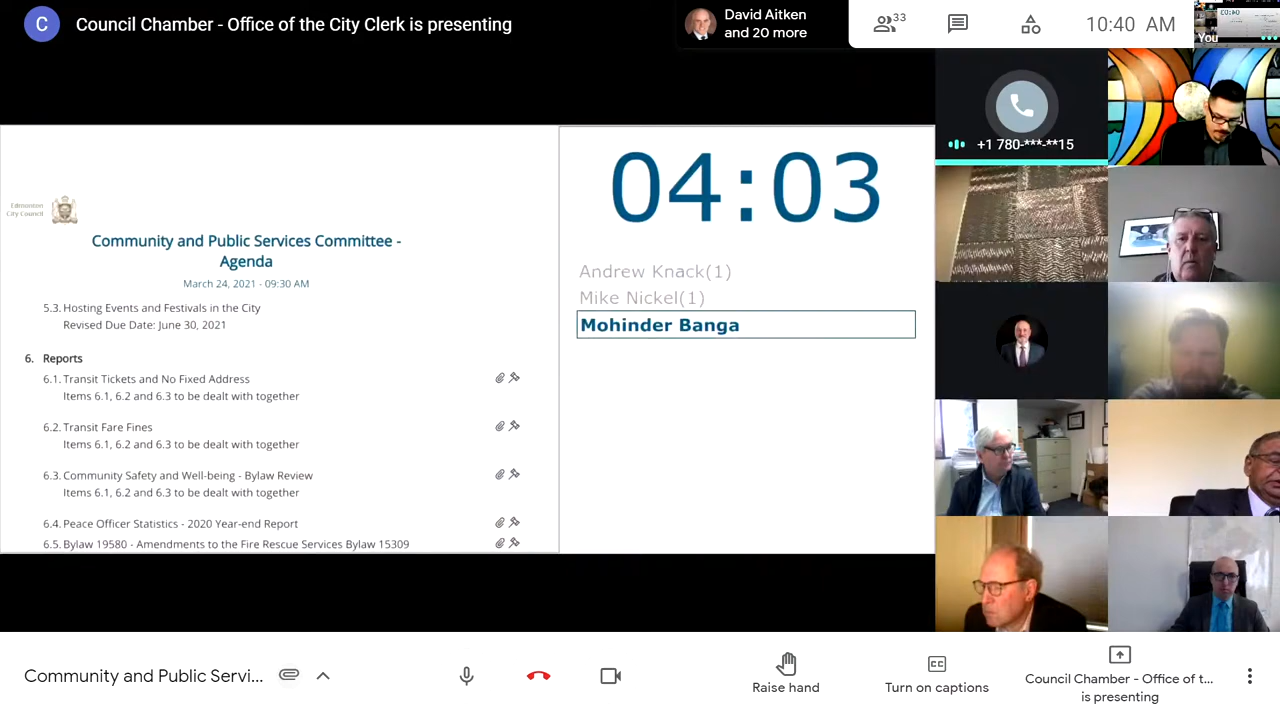 C
Council Chamber - Office of the City Clerk is presenting
David Aitken
and 20 more
33
10:40 AM
You
+1 780-***-**15
Edmonton
City Council
Community and Public Services Committee -
Agenda
March 24, 2021 - 09:30 AM
5.3. Hosting Events and Festivals in the City
Revised Due Date: June 30, 2021
6. Reports
6.1. Transit Tickets and No Fixed Address
Items 6.1, 6.2 and 6.3 to be dealt with together
6.2. Transit Fare Fines
Items 6.1, 6.2 and 6.3 to be dealt with together
6.3. Community Safety and Well-being - Bylaw Review
Items 6.1, 6.2 and 6.3 to be dealt with together
6.4. Peace Officer Statistics - 2020 Year-end Report
6.5. Bylaw 19580 - Amendments to the Fire Rescue Services Bylaw 15309
04:03
Andrew Knack(1)
Mike Nickel(1)
Mohinder Banga
Community and Public Servi...
Raise hand
CC
Turn on captions
Council Chamber - Office of t...
is presenting